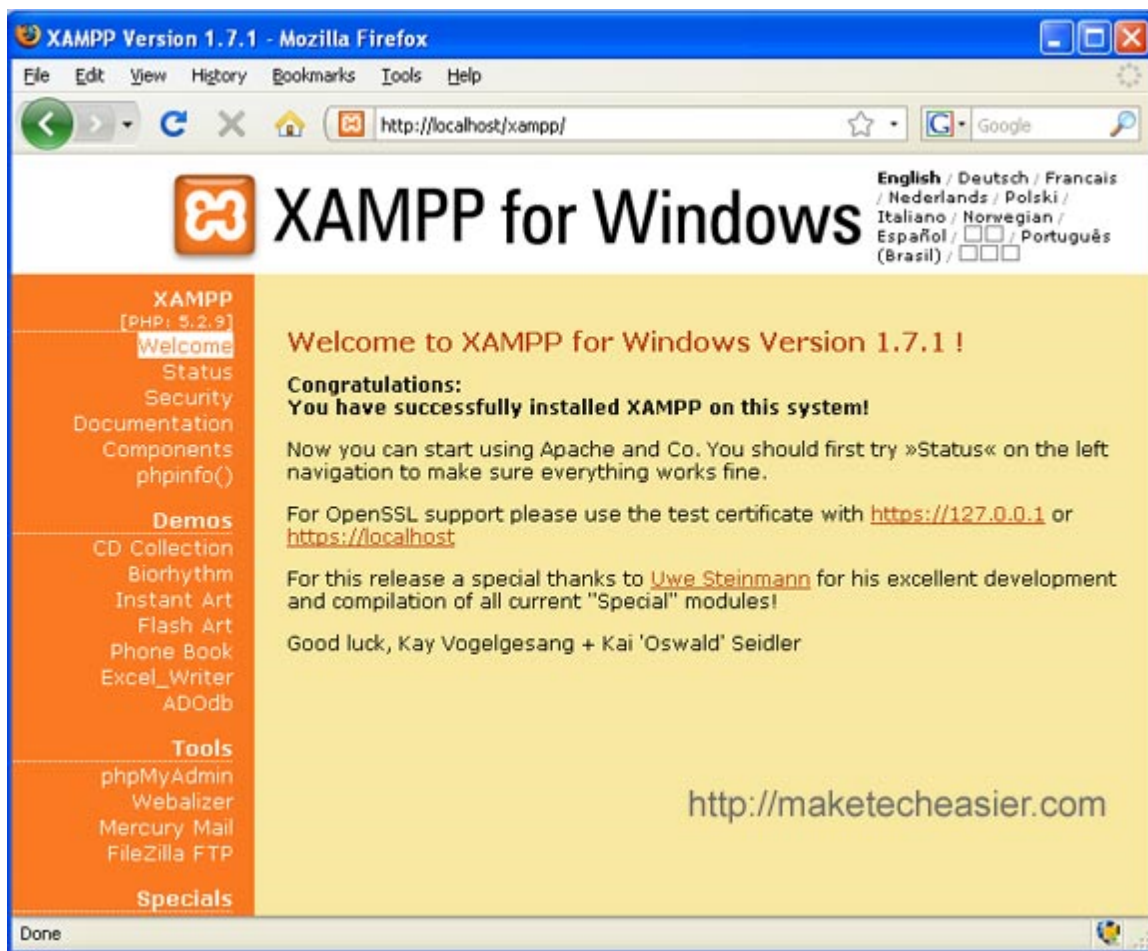 XAMPP Version 1.7.1 - Mozilla Firefox
File Edit View History Bookmarks Tools Help
http://localhost/xampp/
Google
XAMPP for Windows
English / Deutsch / Francais
/ Nederlands / Polski /
Italiano / Norwegian /
Español / □□ / Português
(Brasil) / □□□
XAMPP
[PHP: 5.2.9]
Welcome
Status
Security
Documentation
Components
phpinfo()
Demos
CD Collection
Biorhythm
Instant Art
Flash Art
Phone Book
Excel_Writer
ADOdb
Tools
phpMyAdmin
Webalizer
Mercury Mail
FileZilla FTP
Specials
Welcome to XAMPP for Windows Version 1.7.1 !
Congratulations:
You have successfully installed XAMPP on this system!
Now you can start using Apache and Co. You should first try »Status« on the left
navigation to make sure everything works fine.
For OpenSSL support please use the test certificate with https://127.0.0.1 or
https://localhost
For this release a special thanks to Uwe Steinmann for his excellent development
and compilation of all current "Special" modules!
Good luck, Kay Vogelgesang + Kai 'Oswald' Seidler
http://maketecheasier.com
Done